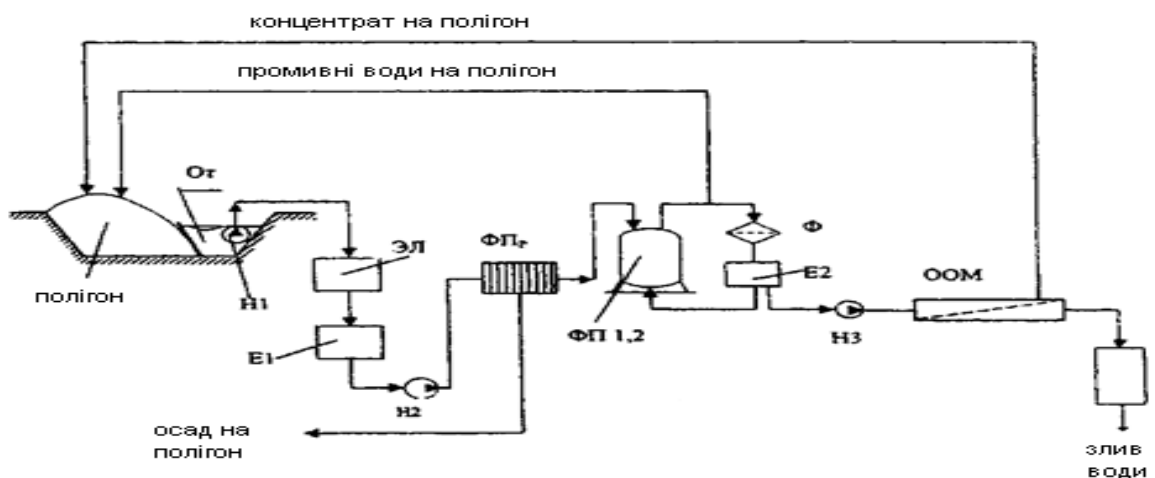 концентрат на полігон
промивні води на полігон
От
ЭЛ
ФПр
Ф
Е2
ООМ
полігон
Н1
Е1
Н2
ФП 1,2
Н3
осад на
полігон
злив
води